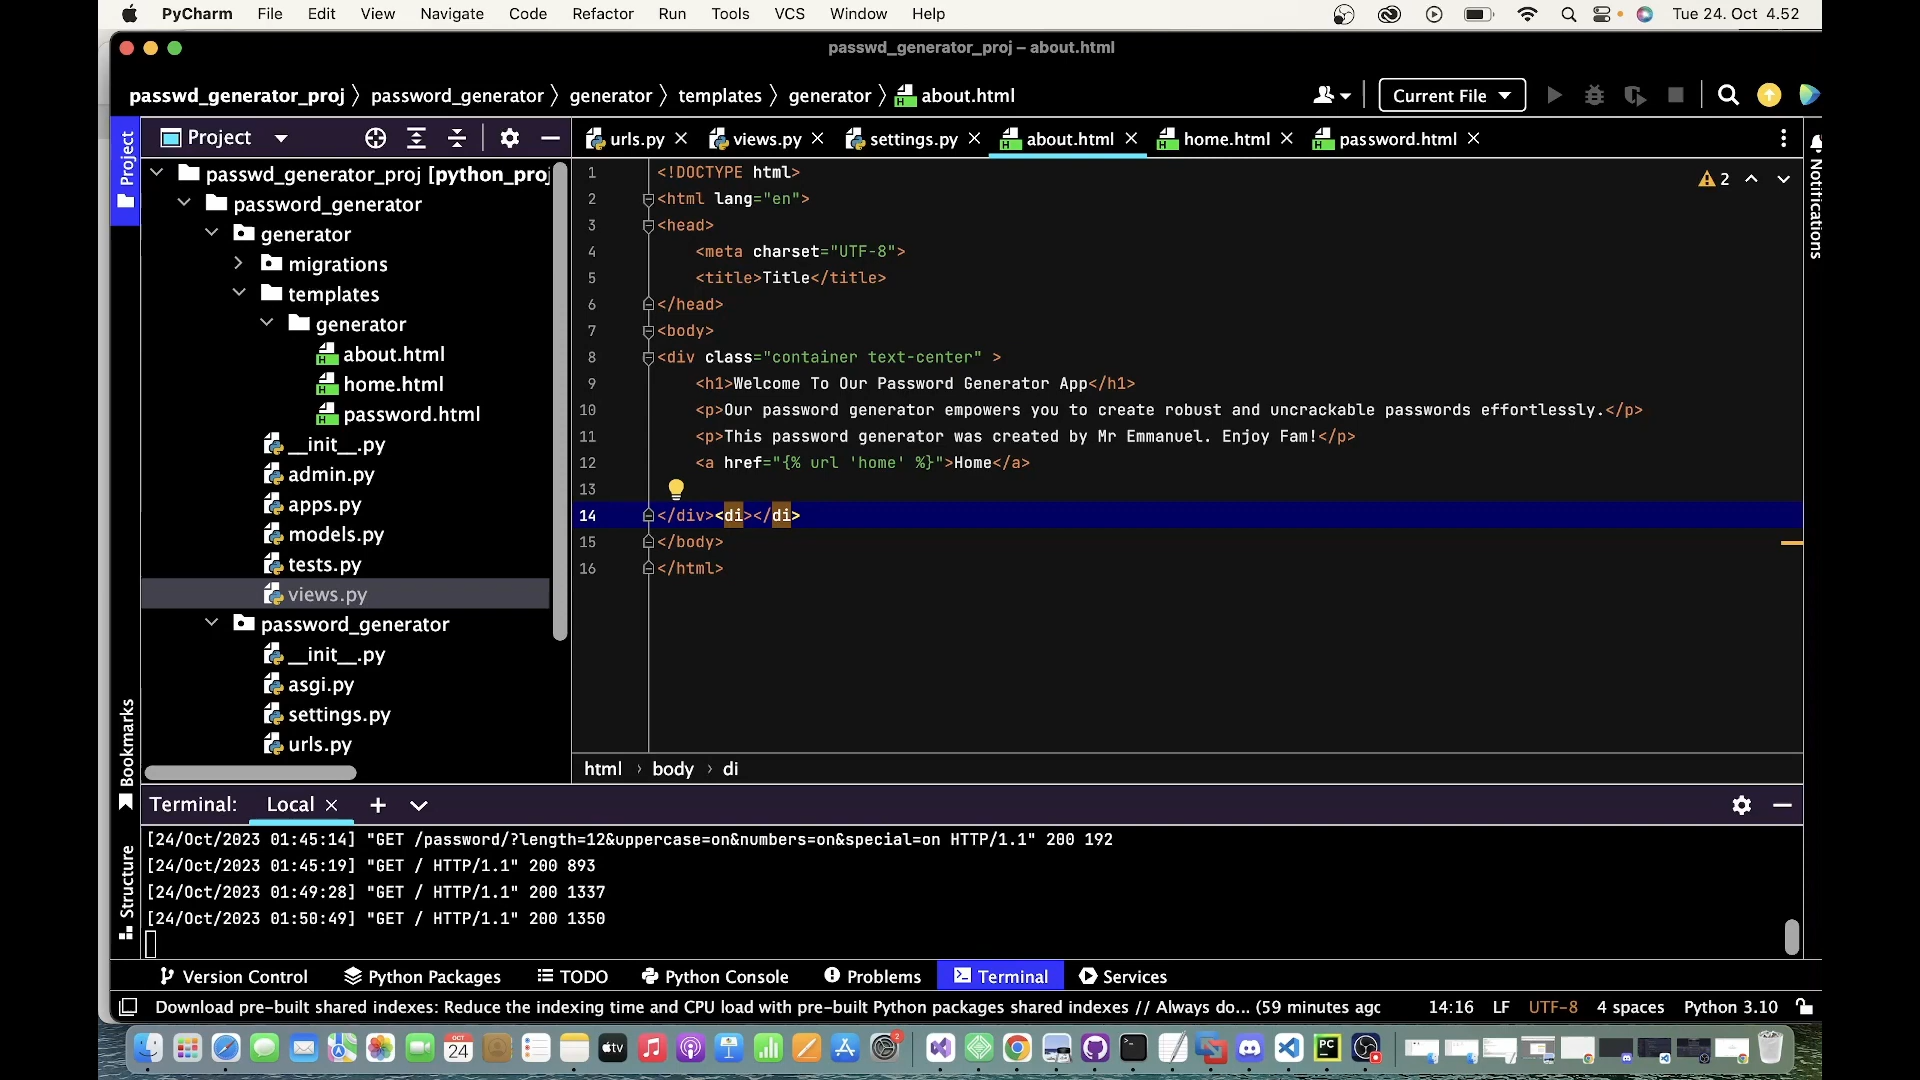 PyCharm File Edit View Navigate Code Refactor Run Tools VCS Window Help Tue 24. Oct 4.52
passwd_generator_proj – about.html
passwd_generator_proj password_generator generator templates generator about.html Current File
Project
Project urls.py views.py settings.py about.html home.html password.html
Notifications
passwd_generator_proj [python_proj
password_generator
generator
migrations
templates
generator
about.html
home.html
password.html
__init__.py
admin.py
apps.py
models.py
tests.py
views.py
password_generator
__init__.py
asgi.py
settings.py
urls.py
2
1 <!DOCTYPE html>
2 <html lang="en">
3 <head>
4 <meta charset="UTF-8">
5 <title>Title</title>
6 </head>
7 <body>
8 <div class="container text-center" >
9 <h1>Welcome To Our Password Generator App</h1>
10 <p>Our password generator empowers you to create robust and uncrackable passwords effortlessly.</p>
11 <p>This password generator was created by Mr Emmanuel. Enjoy Fam!</p>
12 <a href="{% url 'home' %}">Home</a>
13
14 </div><di></di>
15 </body>
16 </html>
html › body › di
Bookmarks
Structure
Terminal: Local
[24/Oct/2023 01:45:14] "GET /password/?length=12&uppercase=on&numbers=on&special=on HTTP/1.1" 200 192
[24/Oct/2023 01:45:19] "GET / HTTP/1.1" 200 893
[24/Oct/2023 01:49:28] "GET / HTTP/1.1" 200 1337
[24/Oct/2023 01:50:49] "GET / HTTP/1.1" 200 1350
Version Control Python Packages TODO Python Console Problems Terminal Services
Download pre-built shared indexes: Reduce the indexing time and CPU load with pre-built Python packages shared indexes // Always do... (59 minutes agc 14:16 LF UTF-8 4 spaces Python 3.10
OCT
24
tv
2
PC